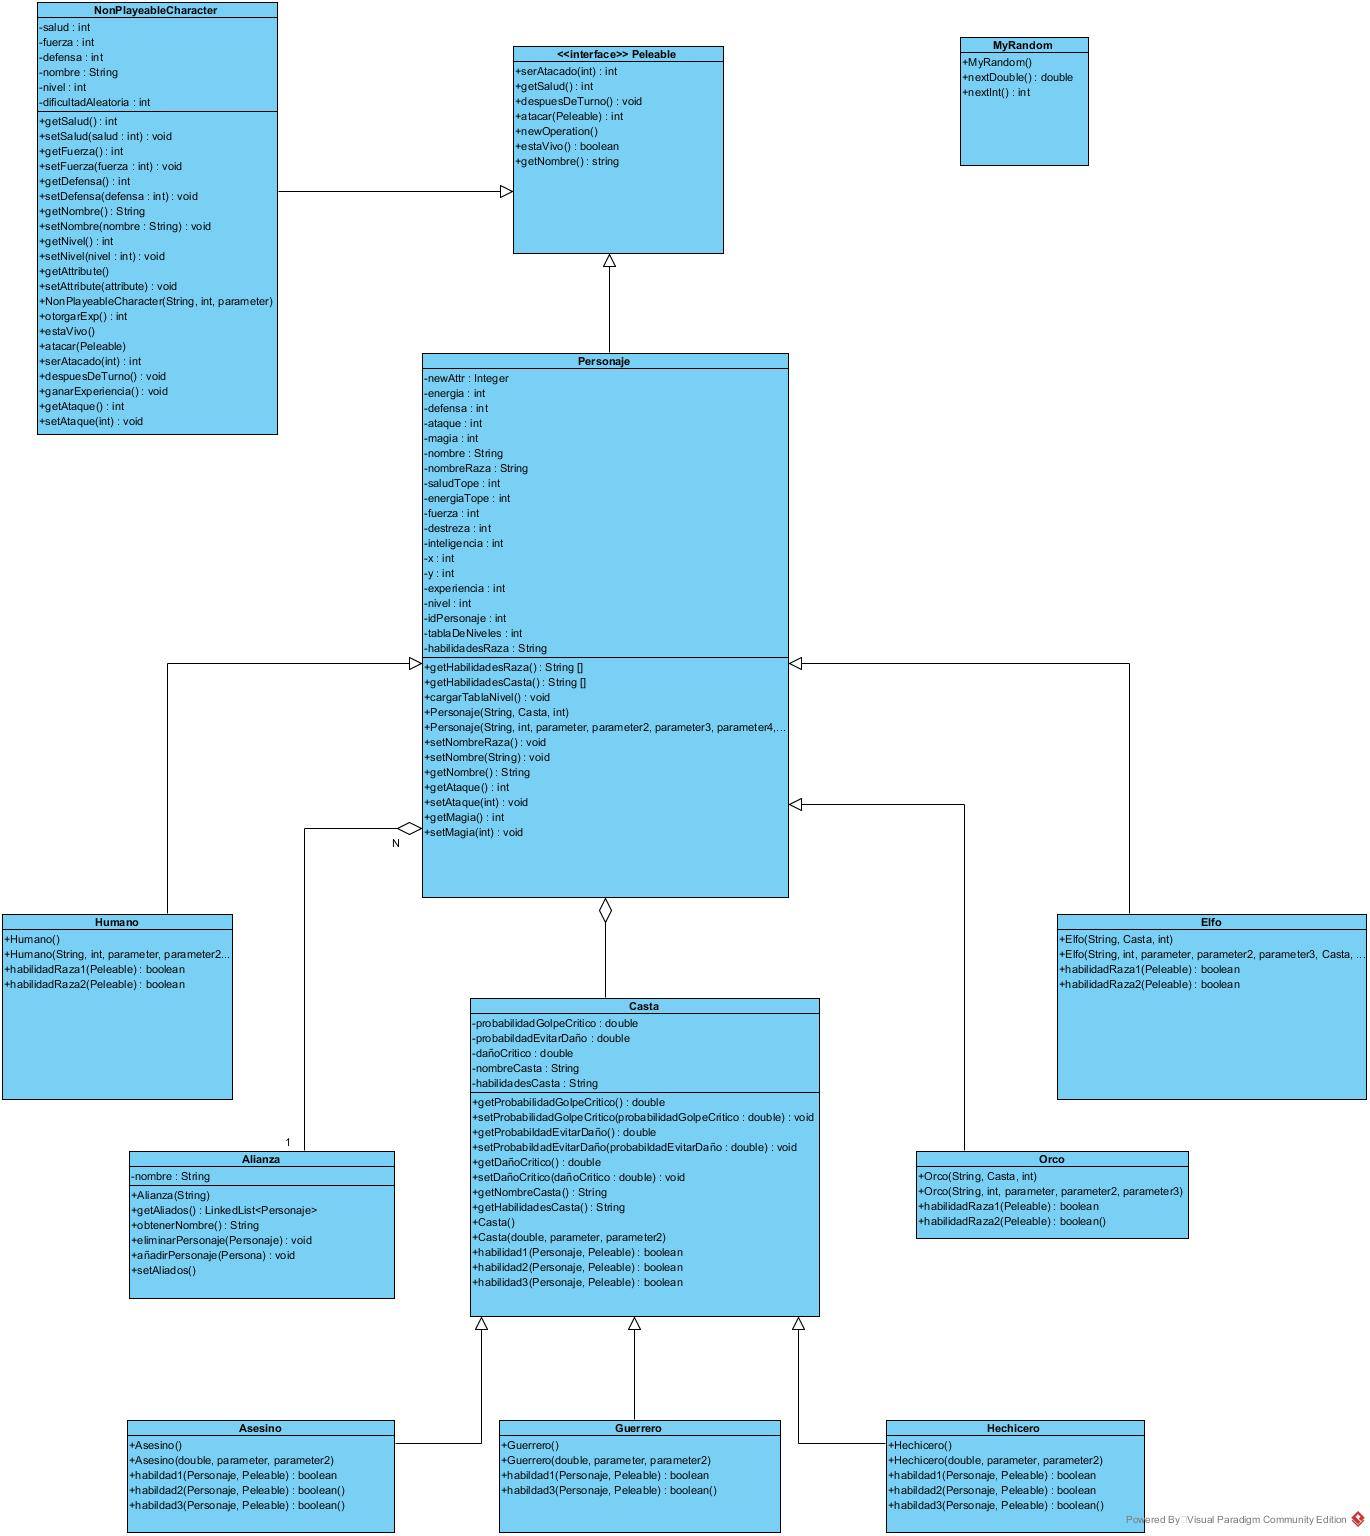 NonPlayeableCharacter
-salud : int
-fuerza : int
-defensa : int
-nombre : String
-nivel : int
-dificultadAleatoria : int
+getSalud() : int
+setSalud(salud : int) : void
+getFuerza() : int
+setFuerza(fuerza : int) : void
+getDefensa() : int
+setDefensa(defensa : int) : void
+getNombre() : String
+setNombre(nombre : String) : void
+getNivel() : int
+setNivel(nivel : int) : void
+getAttribute()
+setAttribute(attribute) : void
+NonPlayeableCharacter(String, int, parameter)
+otorgarExp() : int
+estaVivo()
+atacar(Peleable)
+serAtacado(int) : int
+despuesDeTurno() : void
+ganarExperiencia() : void
+getAtaque() : int
+setAtaque(int) : void
<<interface>> Peleable
+serAtacado(int) : int
+getSalud() : int
+despuesDeTurno() : void
+atacar(Peleable) : int
+newOperation()
+estaVivo() : boolean
+getNombre() : string
MyRandom
+MyRandom()
+nextDouble() : double
+nextInt() : int
Personaje
-newAttr : Integer
-energia : int
-defensa : int
-ataque : int
-magia : int
-nombre : String
-nombreRaza : String
-saludTope : int
-energiaTope : int
-fuerza : int
-destreza : int
-inteligencia : int
-x : int
-y : int
-experiencia : int
-nivel : int
-idPersonaje : int
-tablaDeNiveles : int
-habilidadesRaza : String
+getHabilidadesRaza() : String []
+getHabilidadesCasta() : String []
+cargarTablaNivel() : void
+Personaje(String, Casta, int)
+Personaje(String, int, parameter, parameter2, parameter3, parameter4,...
+setNombreRaza() : void
+setNombre(String) : void
+getNombre() : String
+getAtaque() : int
+setAtaque(int) : void
+getMagia() : int
+setMagia(int) : void
N
Humano
+Humano()
+Humano(String, int, parameter, parameter2...
+habilidadRaza1(Peleable) : boolean
+habilidadRaza2(Peleable) : boolean
Elfo
+Elfo(String, Casta, int)
+Elfo(String, int, parameter, parameter2, parameter3, Casta, ...
+habilidadRaza1(Peleable) : boolean
+habilidadRaza2(Peleable) : boolean
Casta
-probabilidadGolpeCritico : double
-probabildadEvitarDaño : double
-dañoCritico : double
-nombreCasta : String
-habilidadesCasta : String
+getProbabilidadGolpeCritico() : double
+setProbabilidadGolpeCritico(probabilidadGolpeCritico : double) : void
+getProbabildadEvitarDaño() : double
+setProbabildadEvitarDaño(probabildadEvitarDaño : double) : void
+getDañoCritico() : double
+setDañoCritico(dañoCritico : double) : void
+getNombreCasta() : String
+getHabilidadesCasta() : String
+Casta()
+Casta(double, parameter, parameter2)
+habilidad1(Personaje, Peleable) : boolean
+habilidad2(Personaje, Peleable) : boolean
+habilidad3(Personaje, Peleable) : boolean
1
Alianza
-nombre : String
+Alianza(String)
+getAliados() : LinkedList<Personaje>
+obtenerNombre() : String
+eliminarPersonaje(Personaje) : void
+añadirPersonaje(Persona) : void
+setAliados()
Orco
+Orco(String, Casta, int)
+Orco(String, int, parameter, parameter2, parameter3)
+habilidadRaza1(Peleable) : boolean
+habilidadRaza2(Peleable) : boolean()
Asesino
+Asesino()
+Asesino(double, parameter, parameter2)
+habildad1(Personaje, Peleable) : boolean
+habildad2(Personaje, Peleable) : boolean()
+habildad3(Personaje, Peleable) : boolean()
Guerrero
+Guerrero()
+Guerrero(double, parameter, parameter2)
+habildad1(Personaje, Peleable) : boolean
+habildad3(Personaje, Peleable) : boolean()
Hechicero
+Hechicero()
+Hechicero(double, parameter, parameter2)
+habildad1(Personaje, Peleable) : boolean
+habildad2(Personaje, Peleable) : boolean
+habildad3(Personaje, Peleable) : boolean()
Powered By Visual Paradigm Community Edition